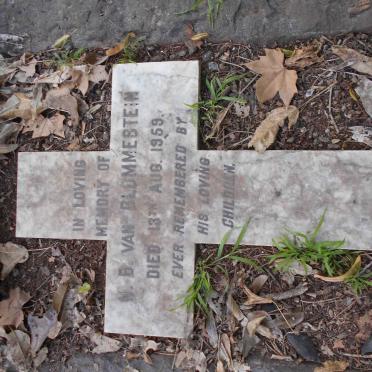 IN LOVING
MEMORY OF
W. B. VAN BLOMMESTEIN
DIED 13TH AUG. 1959.
EVER REMEMBERED BY
HIS LOVING
CHILDREN.